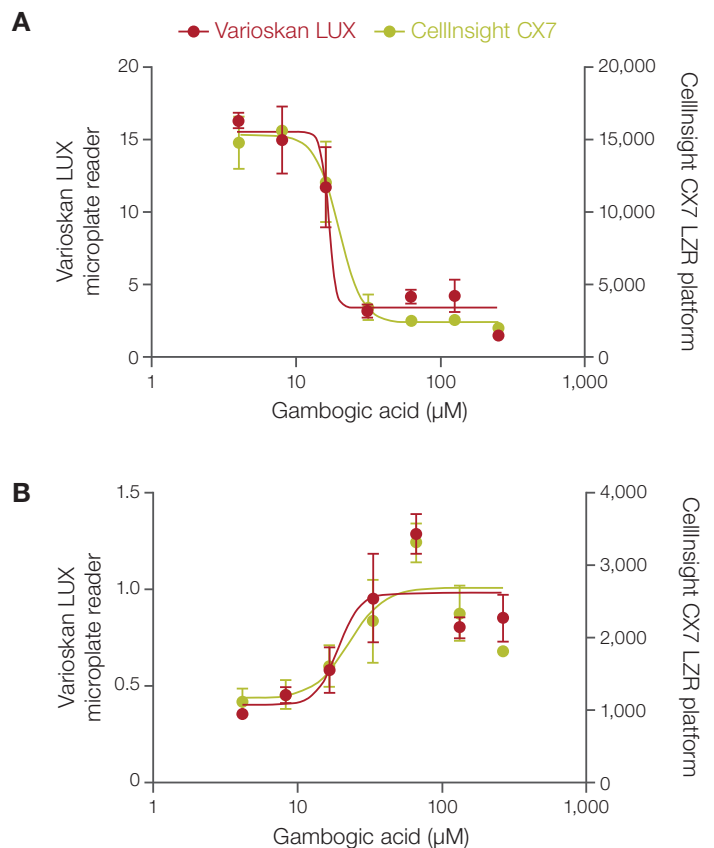 A
Varioskan LUX CellInsight CX7
20
15
10
5
0
Varioskan LUX
microplate reader
20,000
15,000
10,000
5,000
0
CellInsight CX7 LZR platform
1 10 100 1,000
Gambogic acid (µM)
B
1.5
1.0
0.5
0
Varioskan LUX
microplate reader
4,000
3,000
2,000
1,000
0
CellInsight CX7 LZR platform
1 10 100 1,000
Gambogic acid (µM)